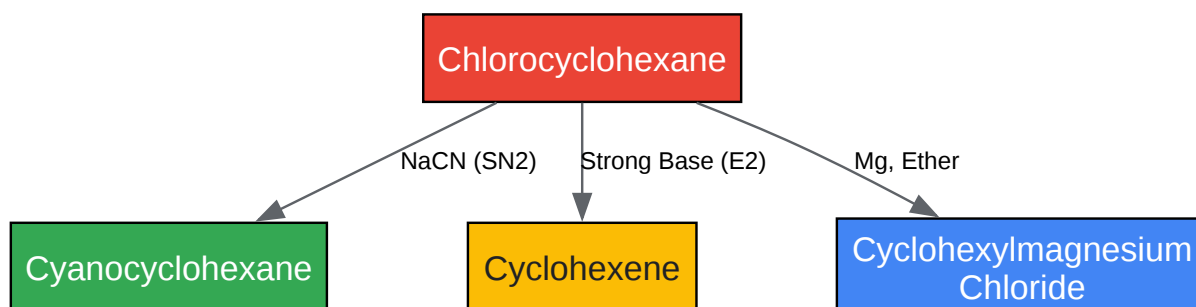 Chlorocyclohexane
NaCN (SN2)
Strong Base (E2)
Mg, Ether
Cyanocyclohexane
Cyclohexene
Cyclohexylmagnesium
Chloride